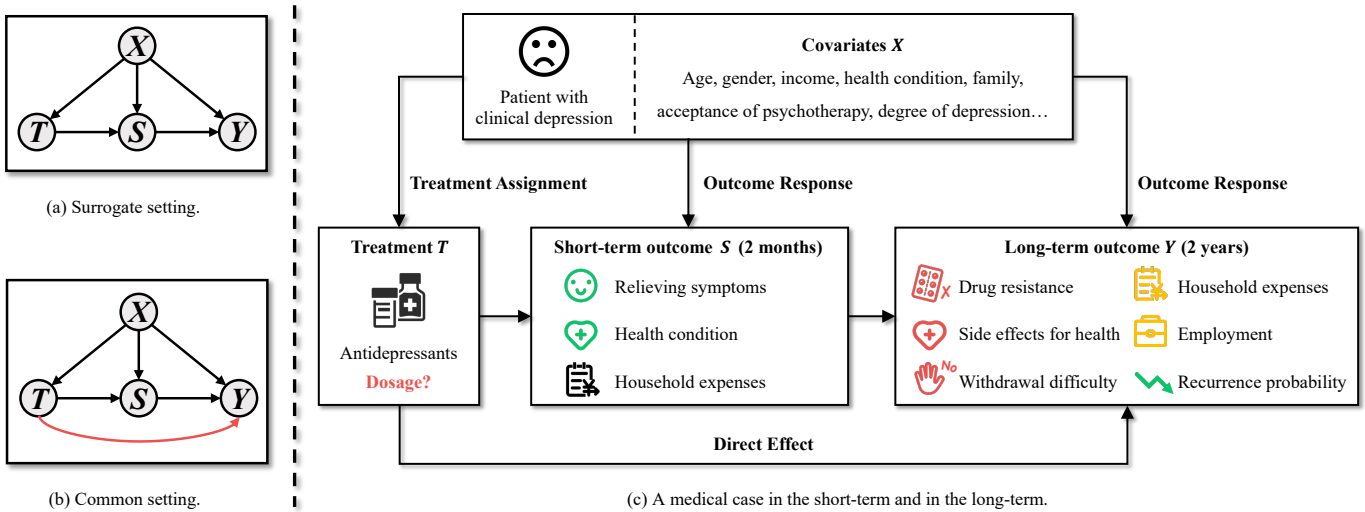 X
T
S
Y
(a) Surrogate setting.
X
T
S
Y
(b) Common setting.
Patient with
clinical depression
Covariates X
Age, gender, income, health condition, family,
acceptance of psychotherapy, degree of depression…
Treatment Assignment
Outcome Response
Outcome Response
Treatment T
Antidepressants
Dosage?
Short-term outcome S (2 months)
Relieving symptoms
Health condition
Household expenses
Long-term outcome Y (2 years)
Drug resistance
Household expenses
Side effects for health
Employment
No
Withdrawal difficulty
Recurrence probability
Direct Effect
(c) A medical case in the short-term and in the long-term.